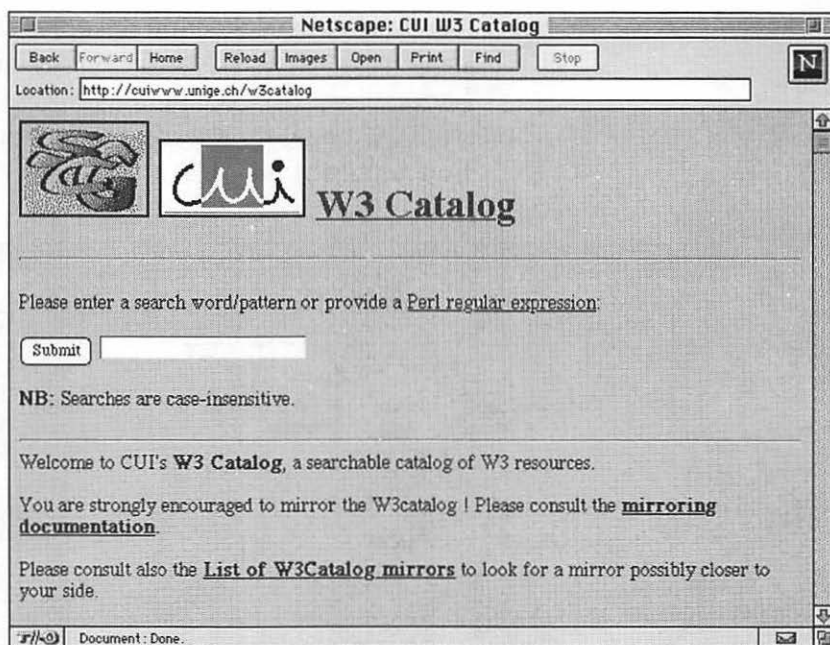 Netscape: CUI W3 Catalog
Back Forward Home Reload Images Open Print Find Stop
N
Location: http://cuiwww.unige.ch/w3catalog
cui W3 Catalog
Please enter a search word/pattern or provide a Perl regular expression:
Submit
NB: Searches are case-insensitive.
Welcome to CUI's W3 Catalog, a searchable catalog of W3 resources.
You are strongly encouraged to mirror the W3catalog ! Please consult the mirroring
documentation.
Please consult also the List of W3Catalog mirrors to look for a mirror possibly closer to
your side.
Document: Done.